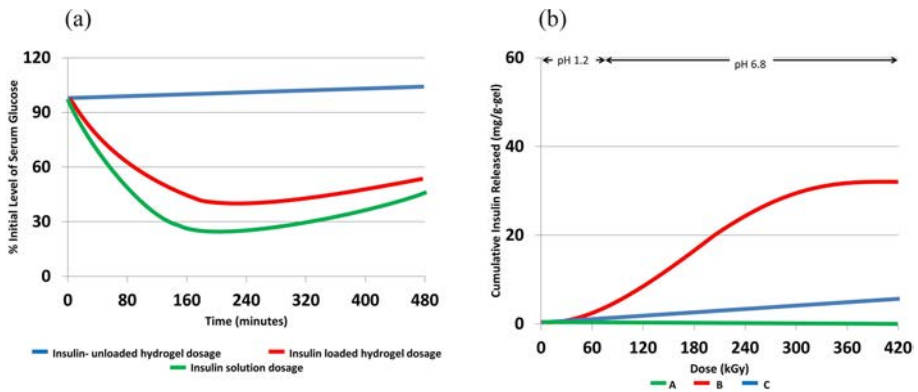 (a)
120
90
60
30
0
% Initial Level of Serum Glucose
0 80 160 240 320 400 480
Time (minutes)
Insulin- unloaded hydrogel dosage
Insulin loaded hydrogel dosage
Insulin solution dosage
(b)
pH 1.2
pH 6.8
60
40
20
0
Cumulative Insulin Released (mg/g-gel)
0 60 120 180 240 300 360 420
Dose (kGy)
A B C